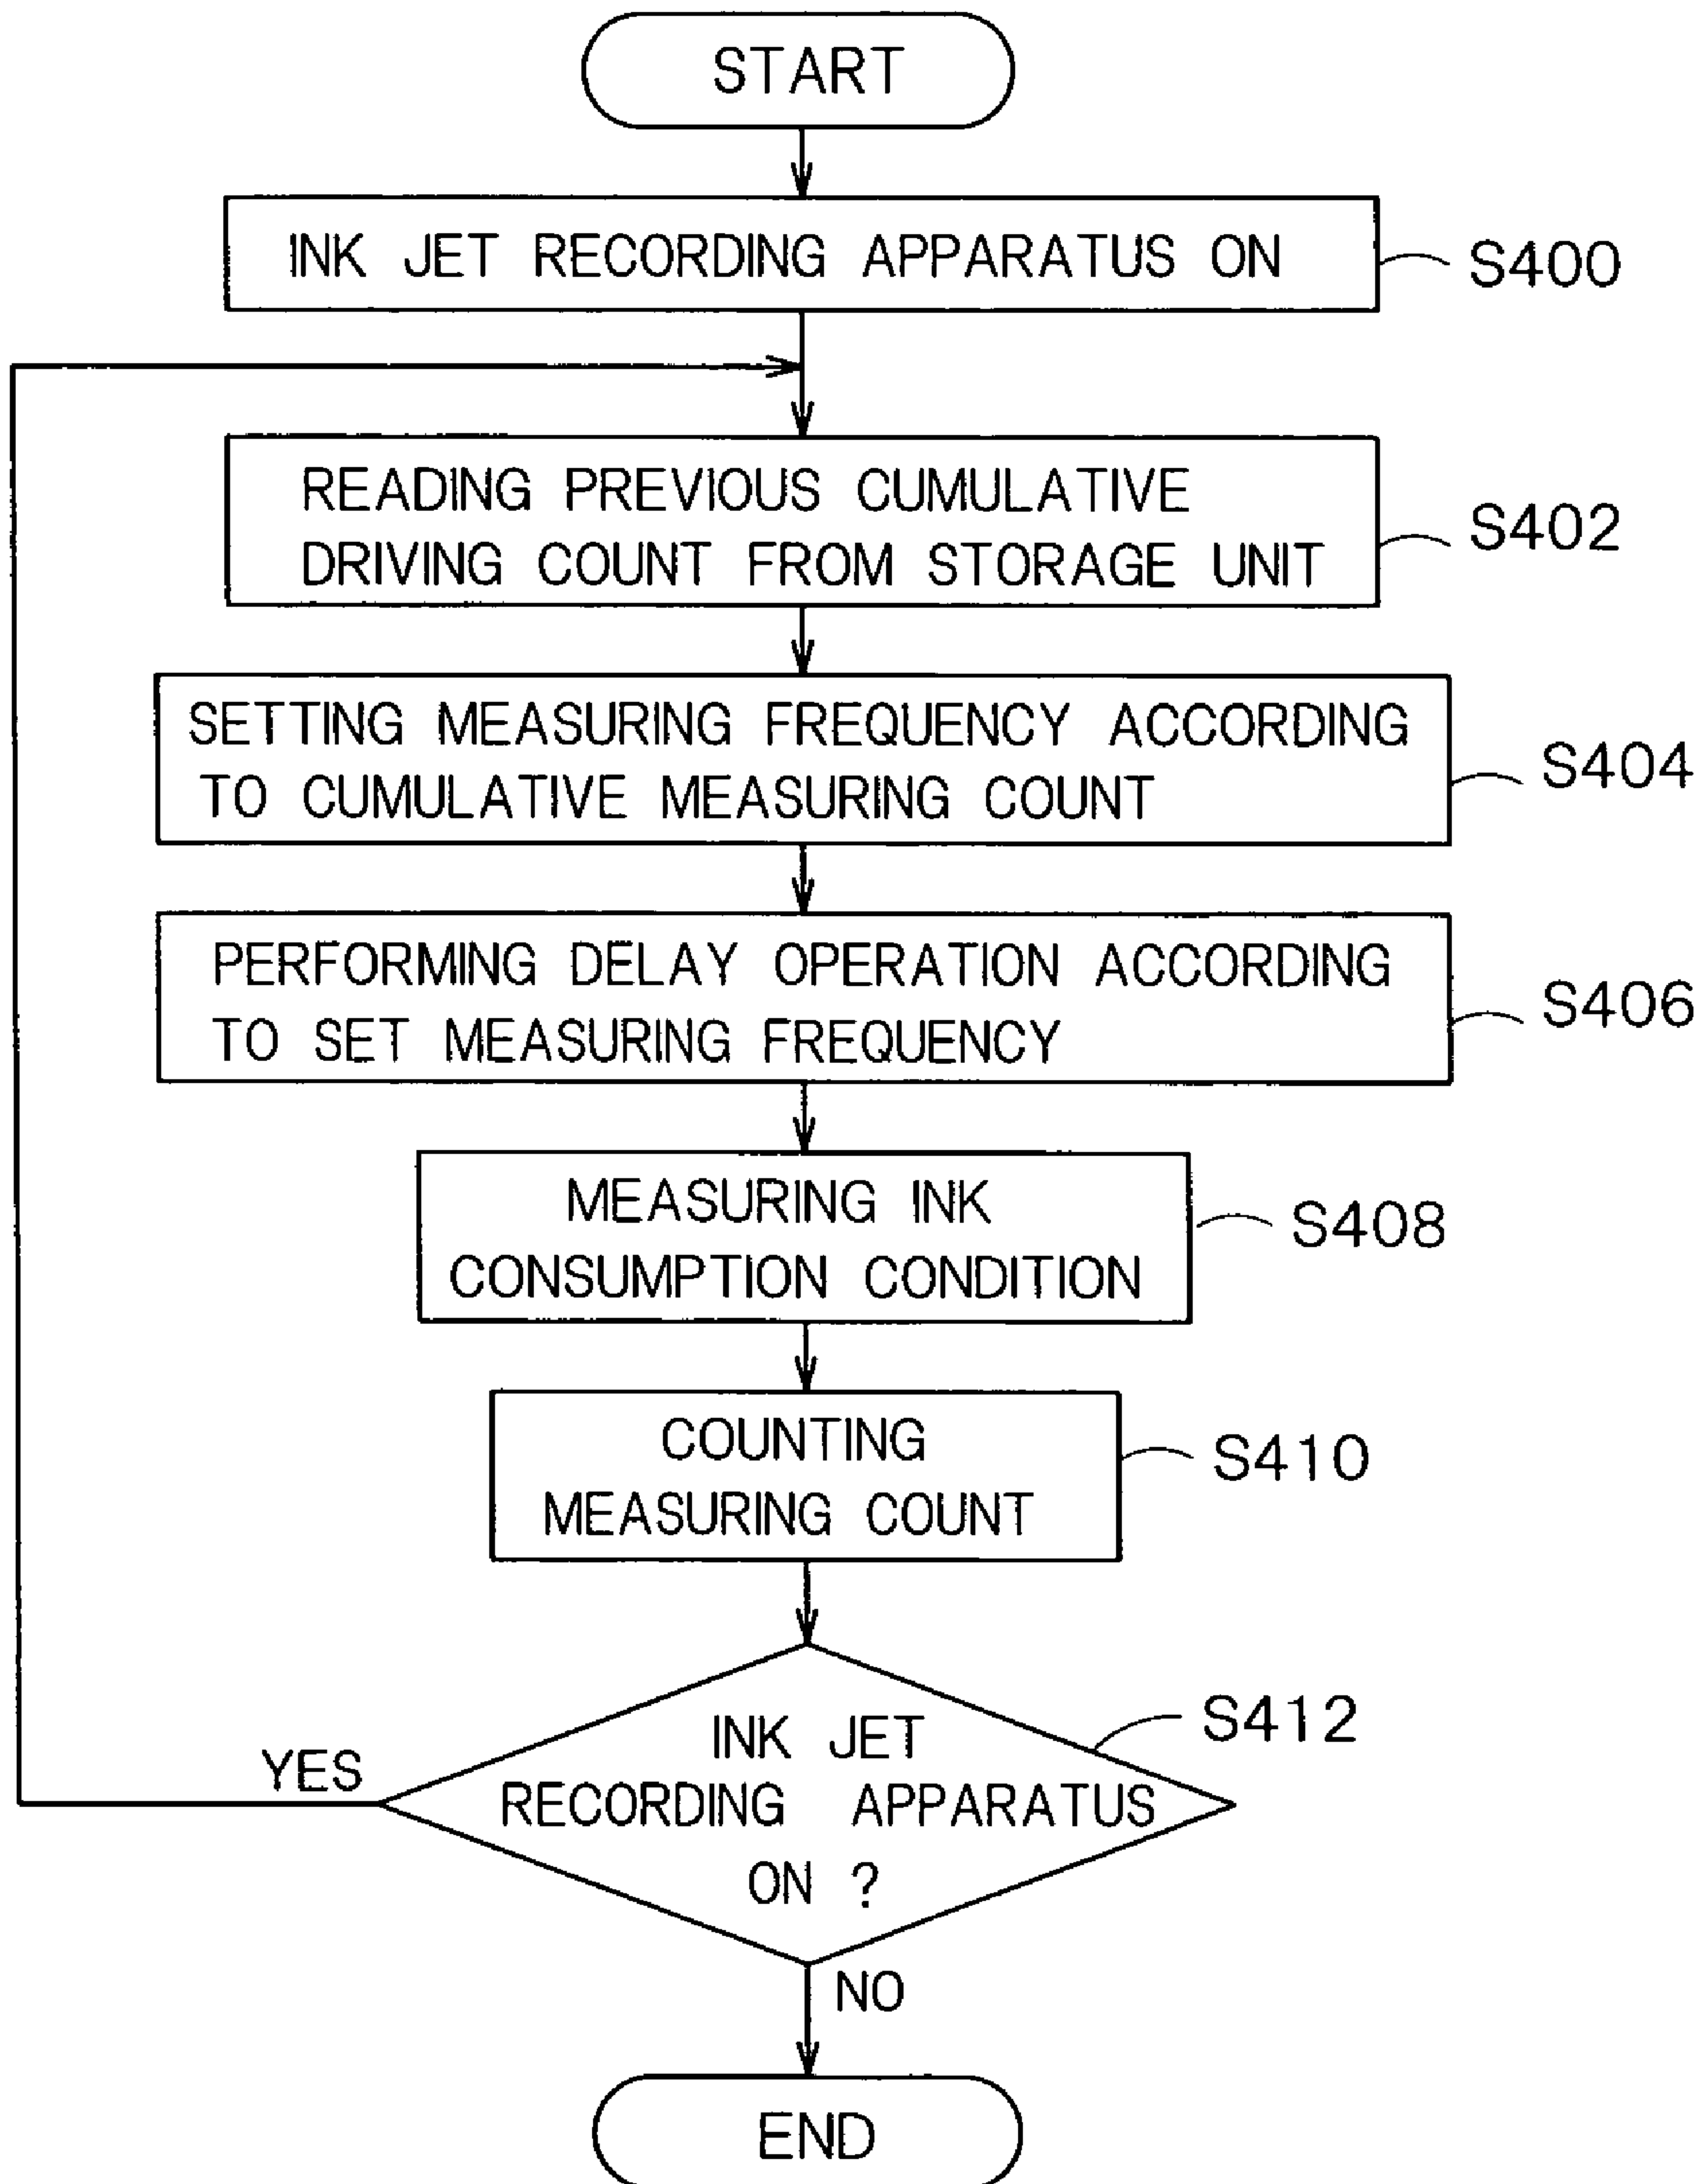 START
INK JET RECORDING APPARATUS ON
S400
READING PREVIOUS CUMULATIVE
DRIVING COUNT FROM STORAGE UNIT
S402
SETTING MEASURING FREQUENCY ACCORDING
TO CUMULATIVE MEASURING COUNT
S404
PERFORMING DELAY OPERATION ACCORDING
TO SET MEASURING FREQUENCY
S406
MEASURING INK
CONSUMPTION CONDITION
S408
COUNTING
MEASURING COUNT
S410
INK JET
RECORDING APPARATUS
ON ?
S412
YES
NO
END